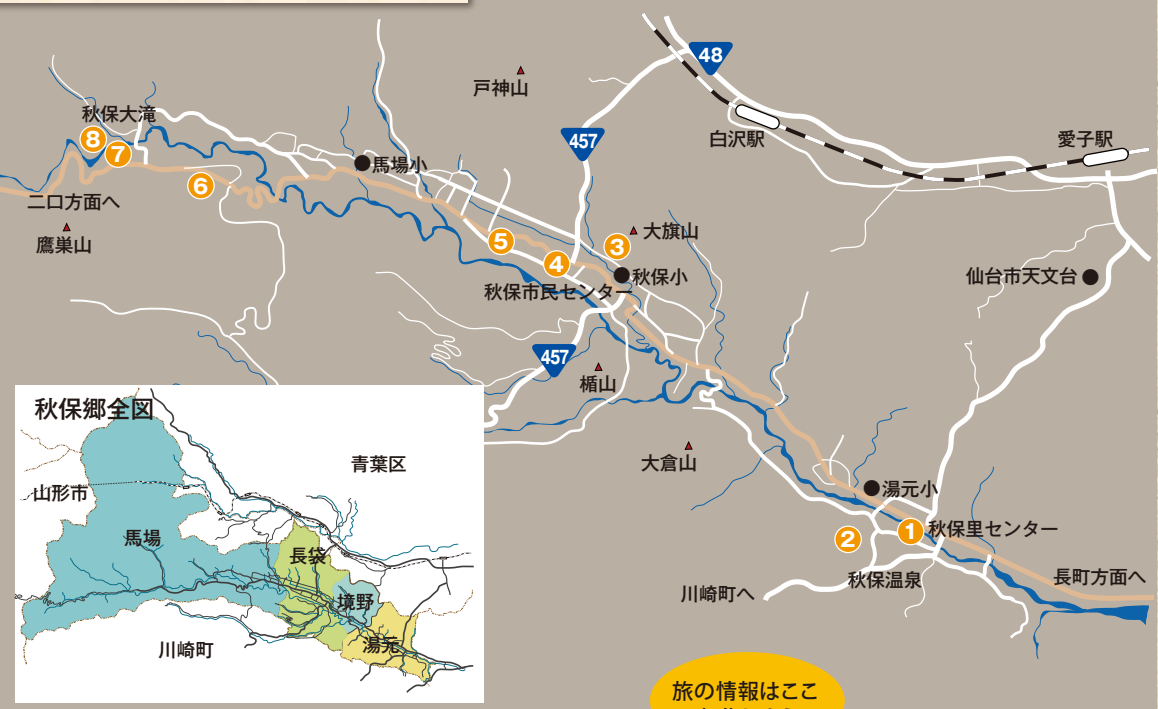 48
戸神山
秋保大滝
457
白沢駅
愛子駅
8
7
馬場小
6
二口方面へ
鷹巣山
5
4
3
大旗山
秋保小
仙台市天文台
秋保市民センター
457
楯山
大倉山
湯元小
2
1
秋保里センター
秋保温泉
川崎町へ
長町方面へ
秋保郷全図
青葉区
山形市
馬場
長袋
境野
湯元
川崎町
旅の情報はここ